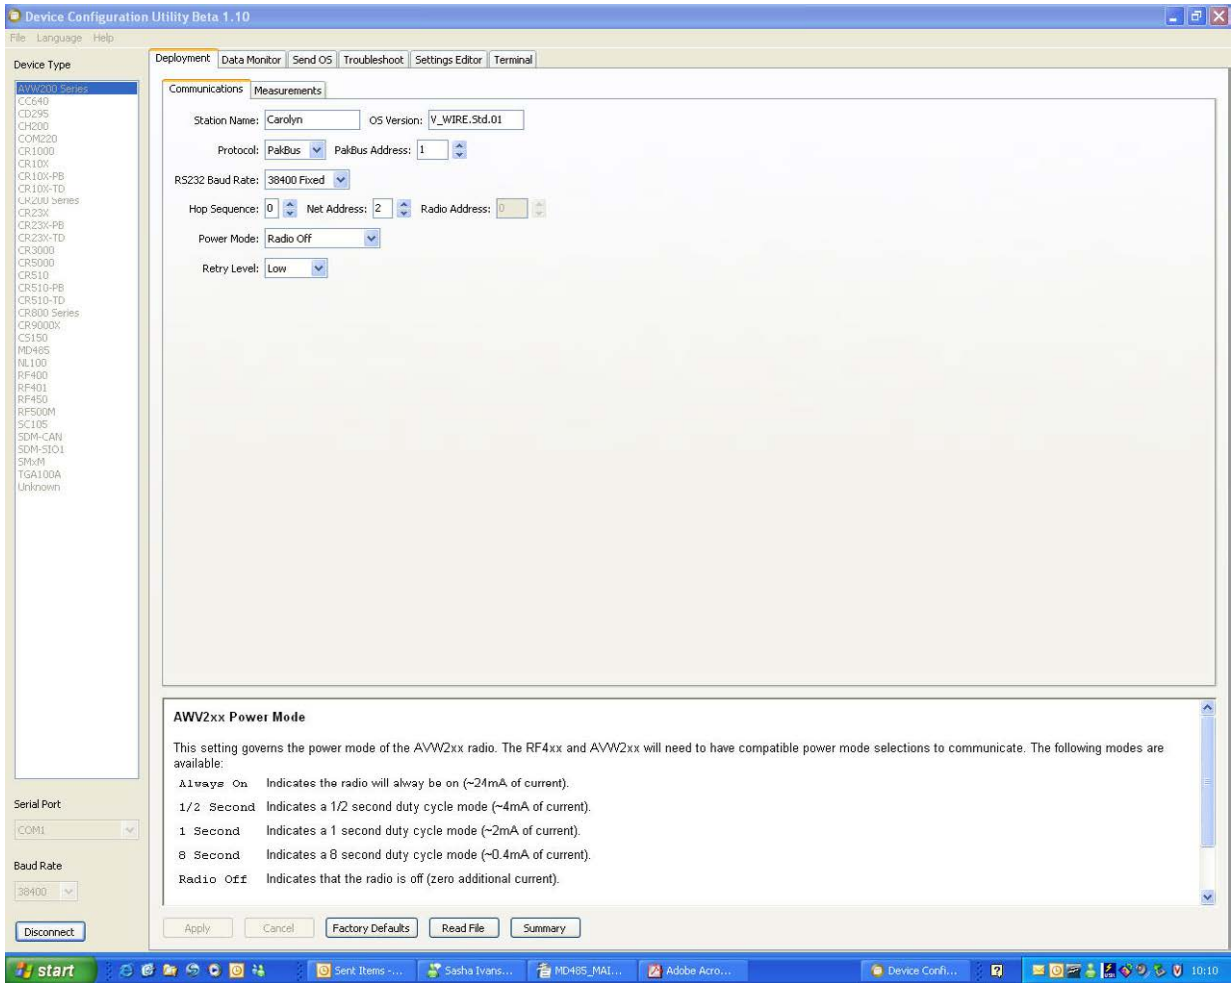 Device Configuration Utility Beta 1.10
File Language Help
Device Type
AVW200 Series
CC640
CD295
CH200
COM220
CR1000
CR10X
CR10X-PB
CR10X-TD
CR200 Series
CR23X
CR23X-PB
CR23X-TD
CR3000
CR5000
CR510
CR510-PB
CR510-TD
CR800 Series
CR9000X
CS150
MD485
NL100
RF400
RF401
RF450
RF500M
SC105
SDM-CAN
SDM-SIO1
SMxM
TGA100A
Unknown
Serial Port
COM1
Baud Rate
38400
Disconnect
Deployment Data Monitor Send OS Troubleshoot Settings Editor Terminal
Communications Measurements
Station Name: Carolyn OS Version: V_WIRE.Std.01
Protocol: PakBus PakBus Address: 1
RS232 Baud Rate: 38400 Fixed
Hop Sequence: 0 Net Address: 2 Radio Address: 0
Power Mode: Radio Off
Retry Level: Low
AWV2xx Power Mode
This setting governs the power mode of the AVW2xx radio. The RF4xx and AVW2xx will need to have compatible power mode selections to communicate. The following modes are
available:
Always On Indicates the radio will alway be on (~24mA of current).
1/2 Second Indicates a 1/2 second duty cycle mode (~4mA of current).
1 Second Indicates a 1 second duty cycle mode (~2mA of current).
8 Second Indicates a 8 second duty cycle mode (~0.4mA of current).
Radio Off Indicates that the radio is off (zero additional current).
Apply Cancel Factory Defaults Read File Summary
start Sent Items -... Sasha Ivans... MD485_MAI... Adobe Acro... Device Confi... 10:10